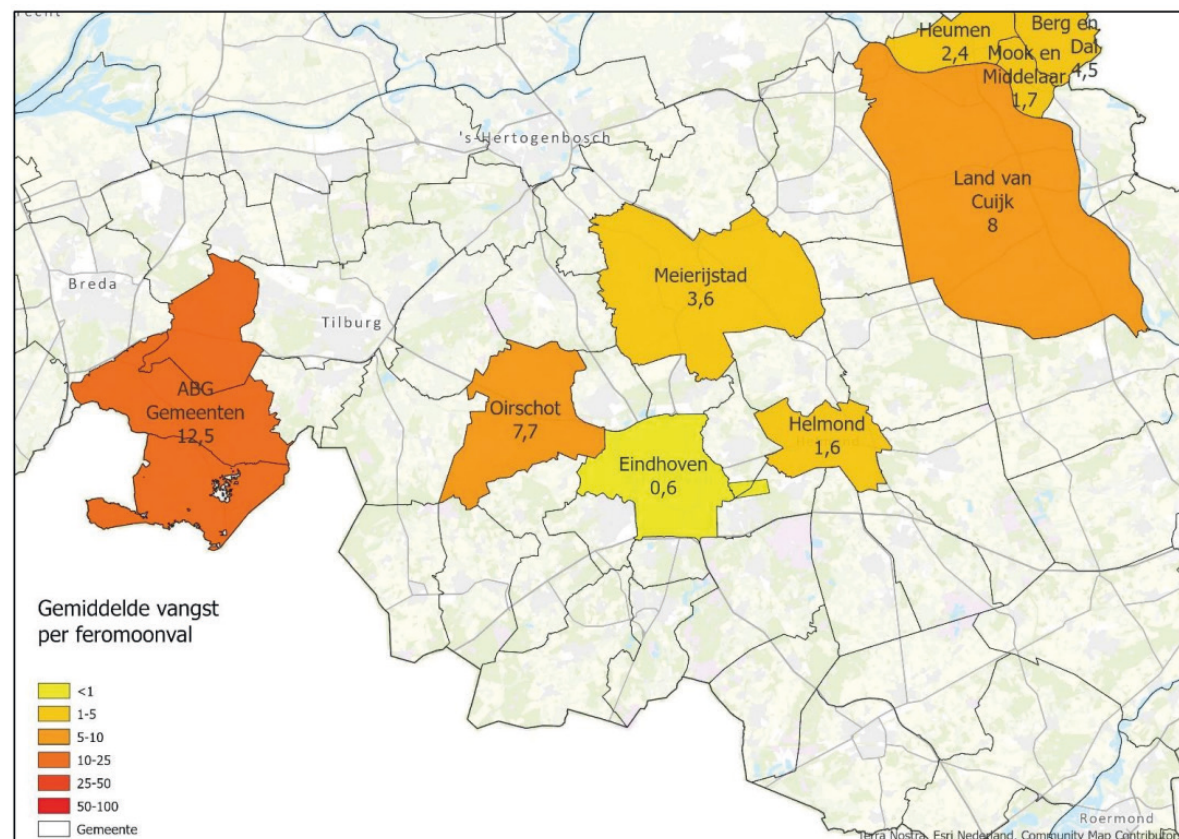 Heumen
2,4
Berg en
Dal
4,5
Mook en
Middelaar
1,7
's-Hertogenbosch
Land van
Cuijk
8
Meierijstad
3,6
Breda
Tilburg
ABG
Gemeenten
12,5
Oirschot
7,7
Helmond
1,6
Eindhoven
0,6
Gemiddelde vangst
per feromoonval
<1
1-5
5-10
10-25
25-50
50-100
Gemeente
Roermond
Terra Nostra, Esri Nederland, Community Map Contributor